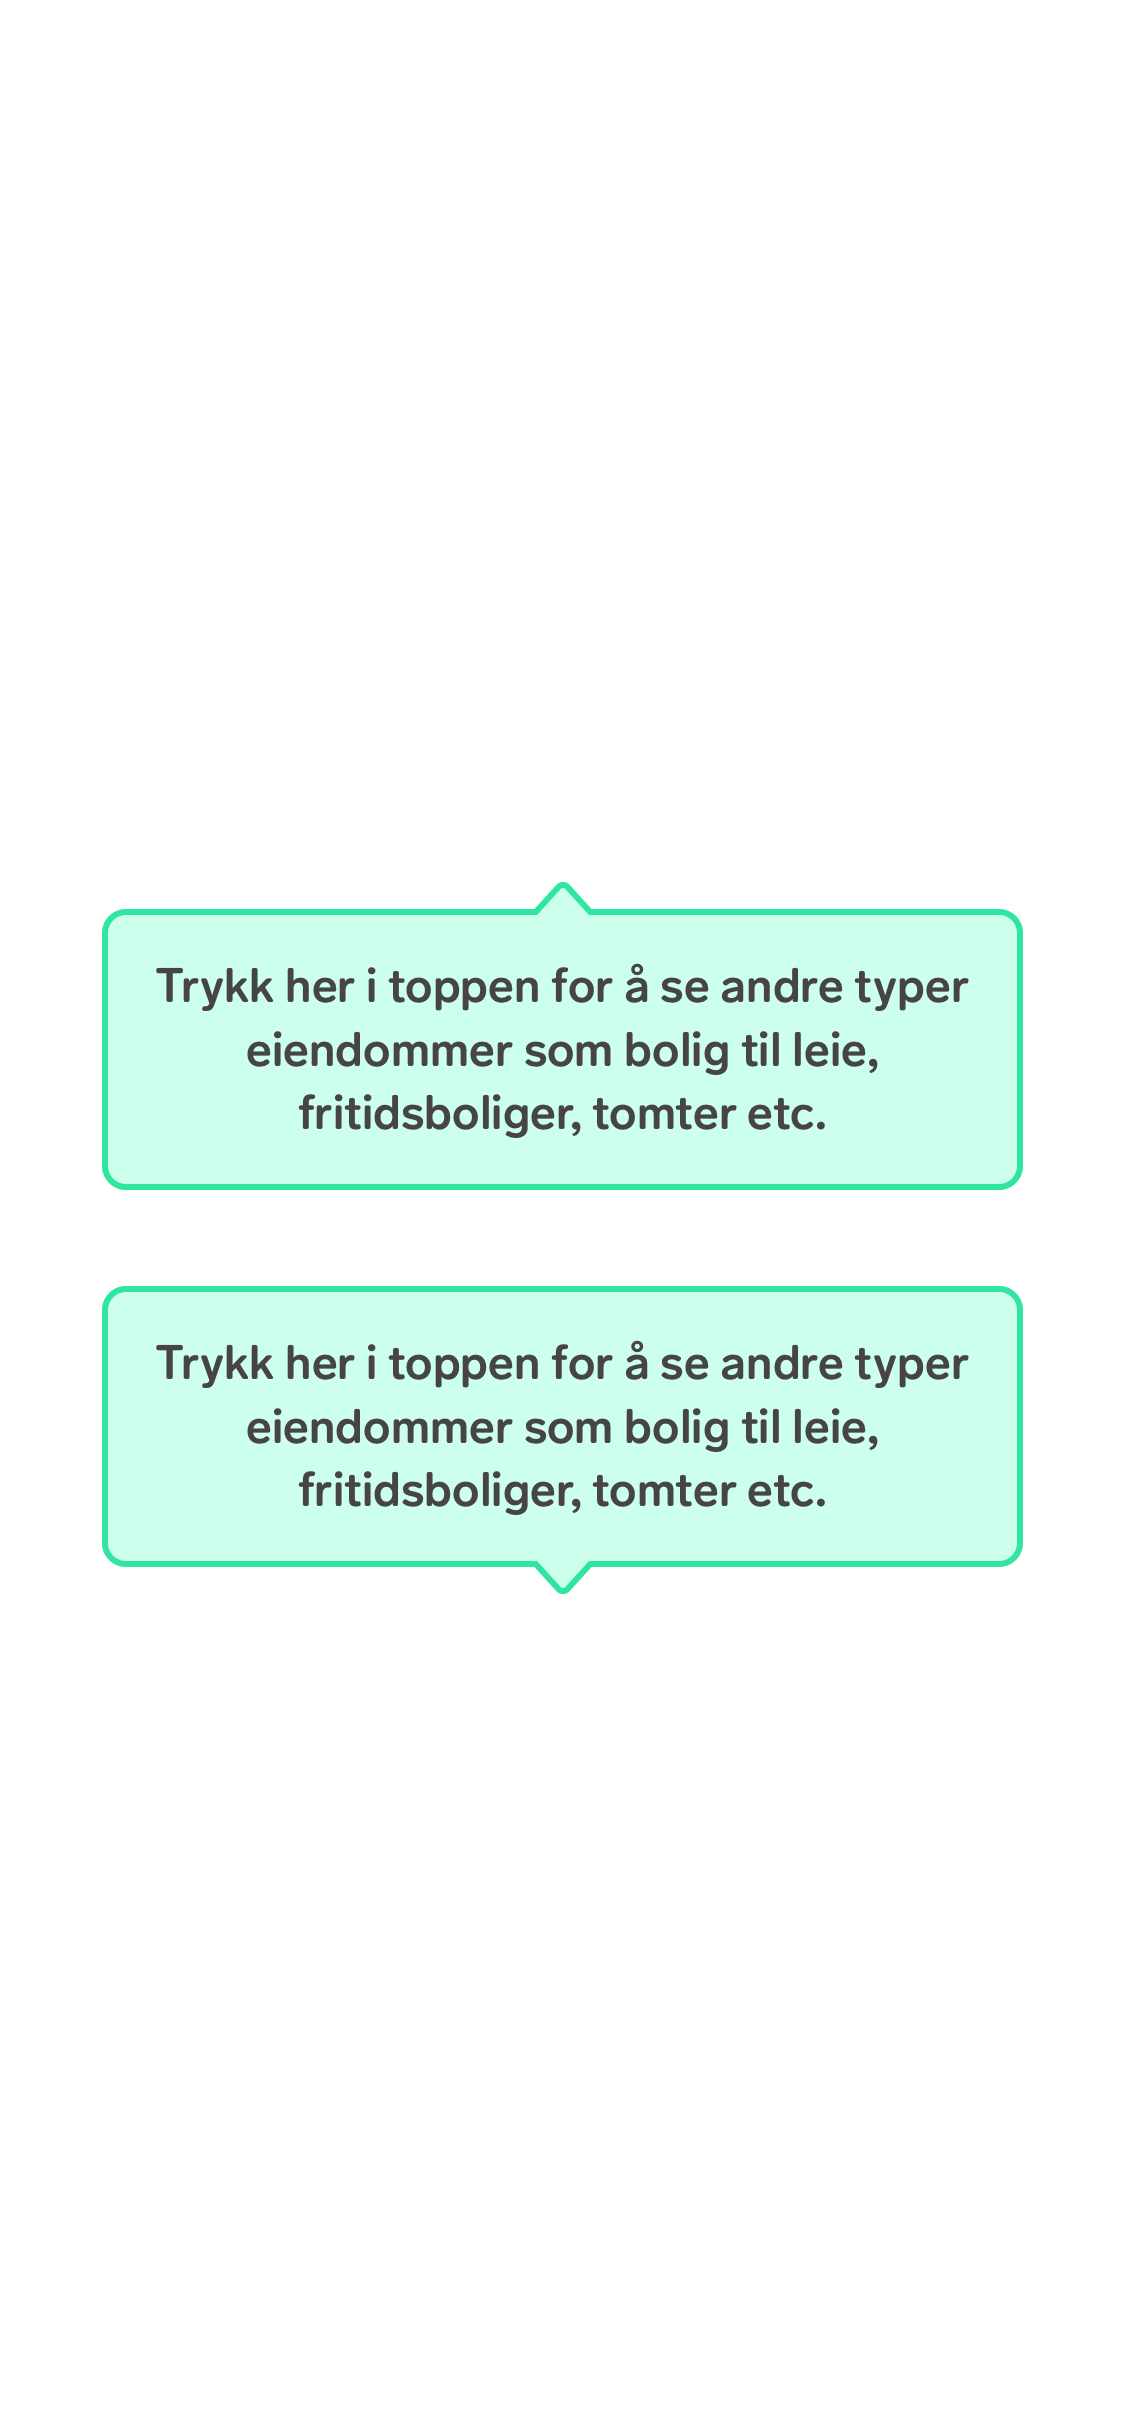 Trykk her i toppen for å se andre typer
eiendommer som bolig til leie,
fritidsboliger, tomter etc.
Trykk her i toppen for å se andre typer
eiendommer som bolig til leie,
fritidsboliger, tomter etc.